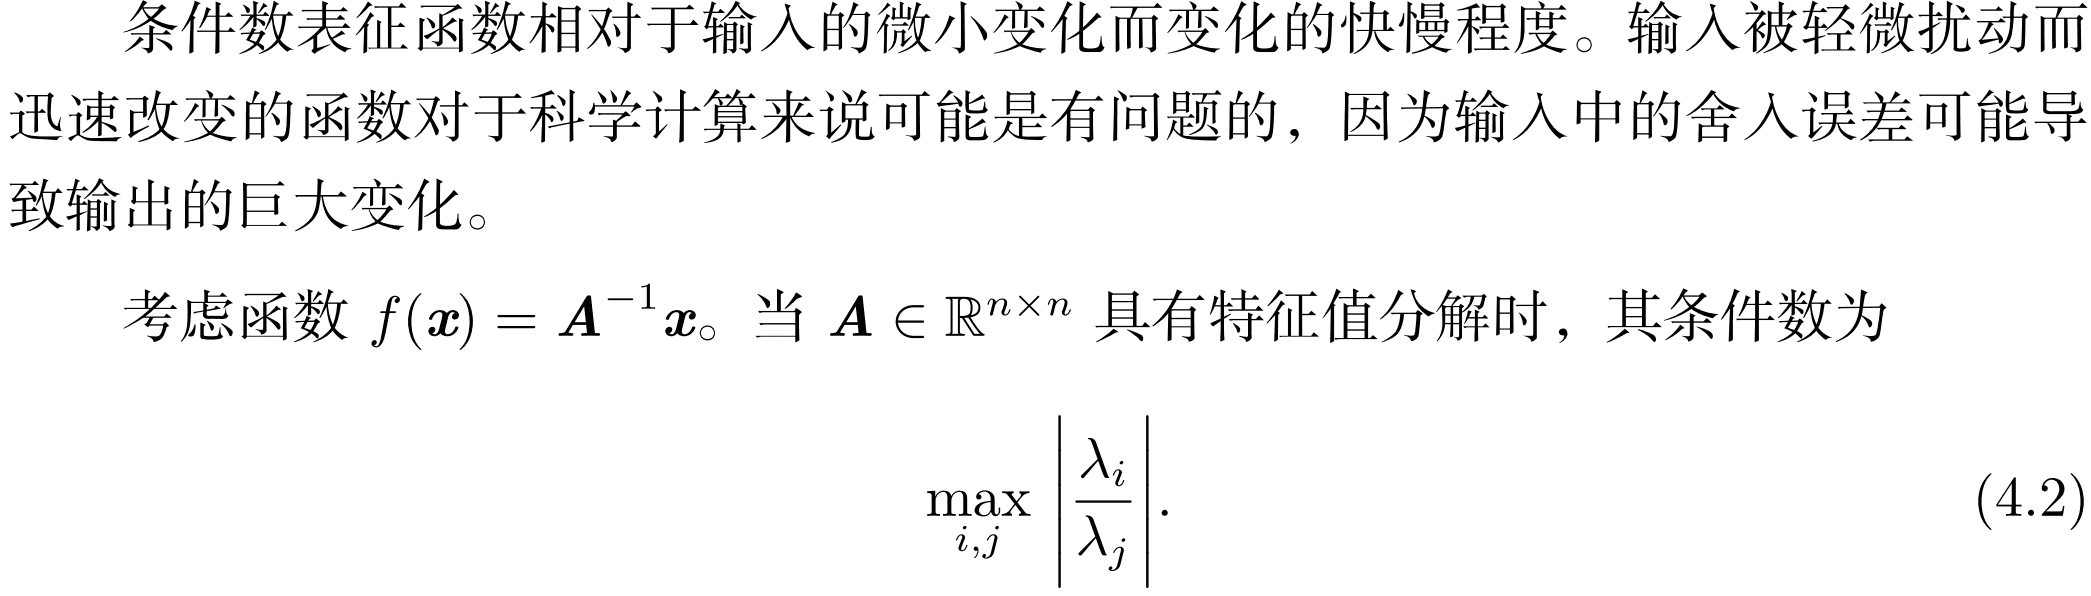 条件数表征函数相对于输入的微小变化而变化的快慢程度。输入被轻微扰动而
迅速改变的函数对于科学计算来说可能是有问题的，因为输入中的舍入误差可能导
致输出的巨大变化。
考虑函数 $f(\boldsymbol{x}) = \boldsymbol{A}^{-1}\boldsymbol{x}$。当 $\boldsymbol{A} \in \mathbb{R}^{n \times n}$ 具有特征值分解时，其条件数为
$\max_{i,j} \left| \frac{\lambda_i}{\lambda_j} \right|.$ (4.2)